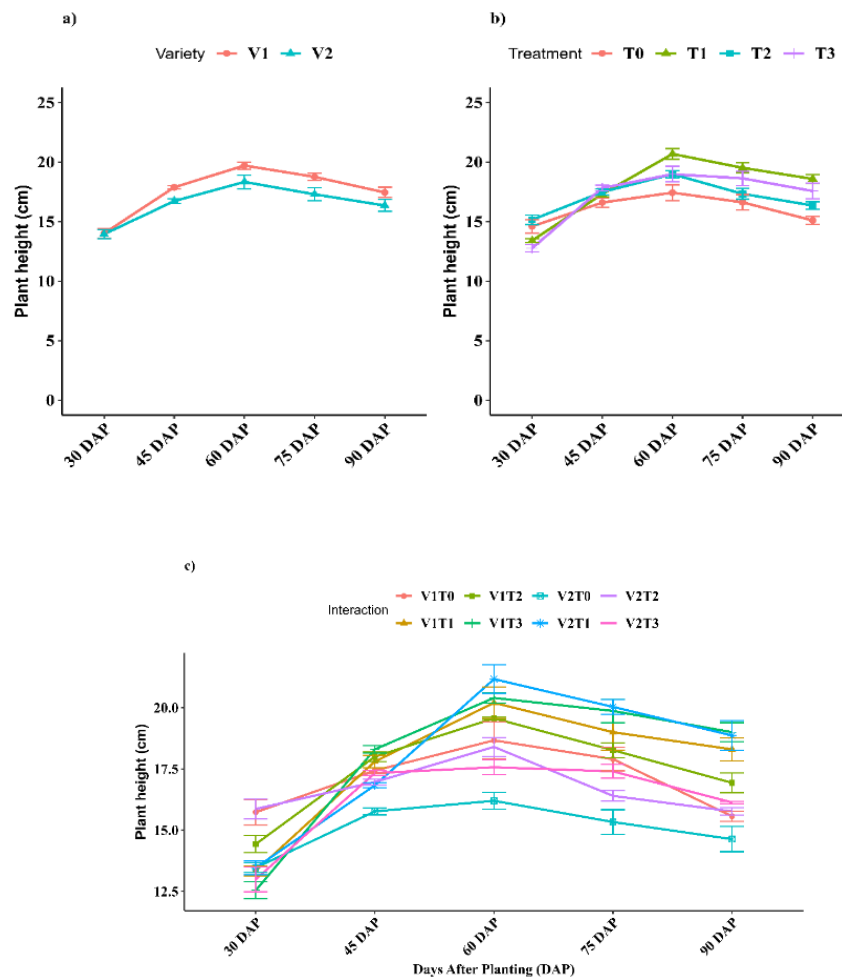 a)
Variety V1 V2
Plant height (cm)
25
20
15
10
5
0
30 DAP
45 DAP
60 DAP
75 DAP
90 DAP
b)
Treatment T0 T1 T2 T3
Plant height (cm)
25
20
15
10
5
0
30 DAP
45 DAP
60 DAP
75 DAP
90 DAP
c)
Interaction
V1T0 V1T2 V2T0 V2T2
V1T1 V1T3 V2T1 V2T3
Plant height (cm)
20.0
17.5
15.0
12.5
30 DAP
45 DAP
60 DAP
75 DAP
90 DAP
Days After Planting (DAP)